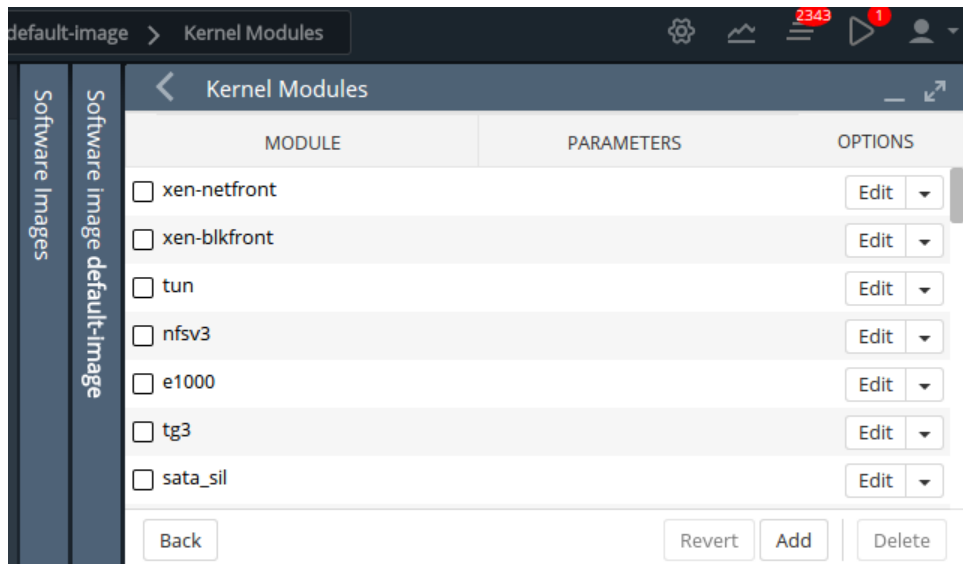 default-image > Kernel Modules
2343
1
Software Images
Software image default-image
Kernel Modules
MODULE PARAMETERS OPTIONS
xen-netfront Edit
xen-blkfront Edit
tun Edit
nfsv3 Edit
e1000 Edit
tg3 Edit
sata_sil Edit
Back Revert Add Delete